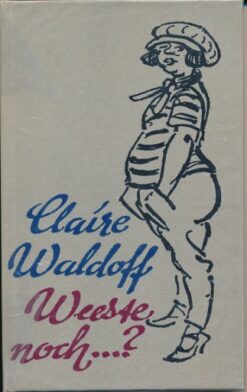 Claire
Waldoff
Weeste
noch....?